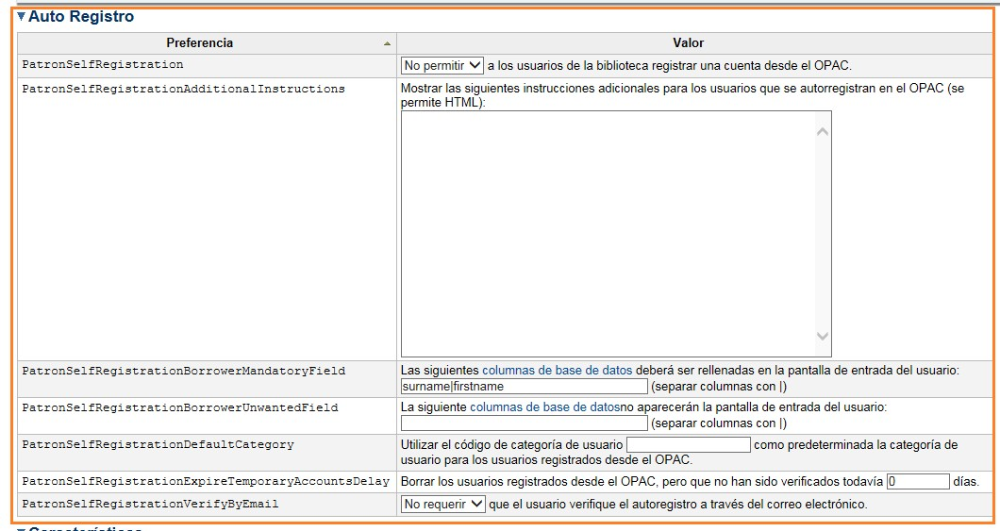 Auto Registro
Preferencia
Valor
PatronSelfRegistration
No permitir a los usuarios de la biblioteca registrar una cuenta desde el OPAC.
PatronSelfRegistrationAdditionalInstructions
Mostrar las siguientes instrucciones adicionales para los usuarios que se autorregistran en el OPAC (se
permite HTML):
PatronSelfRegistrationBorrowerMandatoryField
Las siguientes columnas de base de datos deberá ser rellenadas en la pantalla de entrada del usuario:
surname|firstname (separar columnas con |)
PatronSelfRegistrationBorrowerUnwantedField
La siguiente columnas de base de datosno aparecerán la pantalla de entrada del usuario:
(separar columnas con |)
PatronSelfRegistrationDefaultCategory
Utilizar el código de categoría de usuario como predeterminada la categoría de
usuario para los usuarios registrados desde el OPAC.
PatronSelfRegistrationExpireTemporaryAccountsDelay
Borrar los usuarios registrados desde el OPAC, pero que no han sido verificados todavía 0 días.
PatronSelfRegistrationVerifyByEmail
No requerir que el usuario verifique el autoregistro a través del correo electrónico.
Características